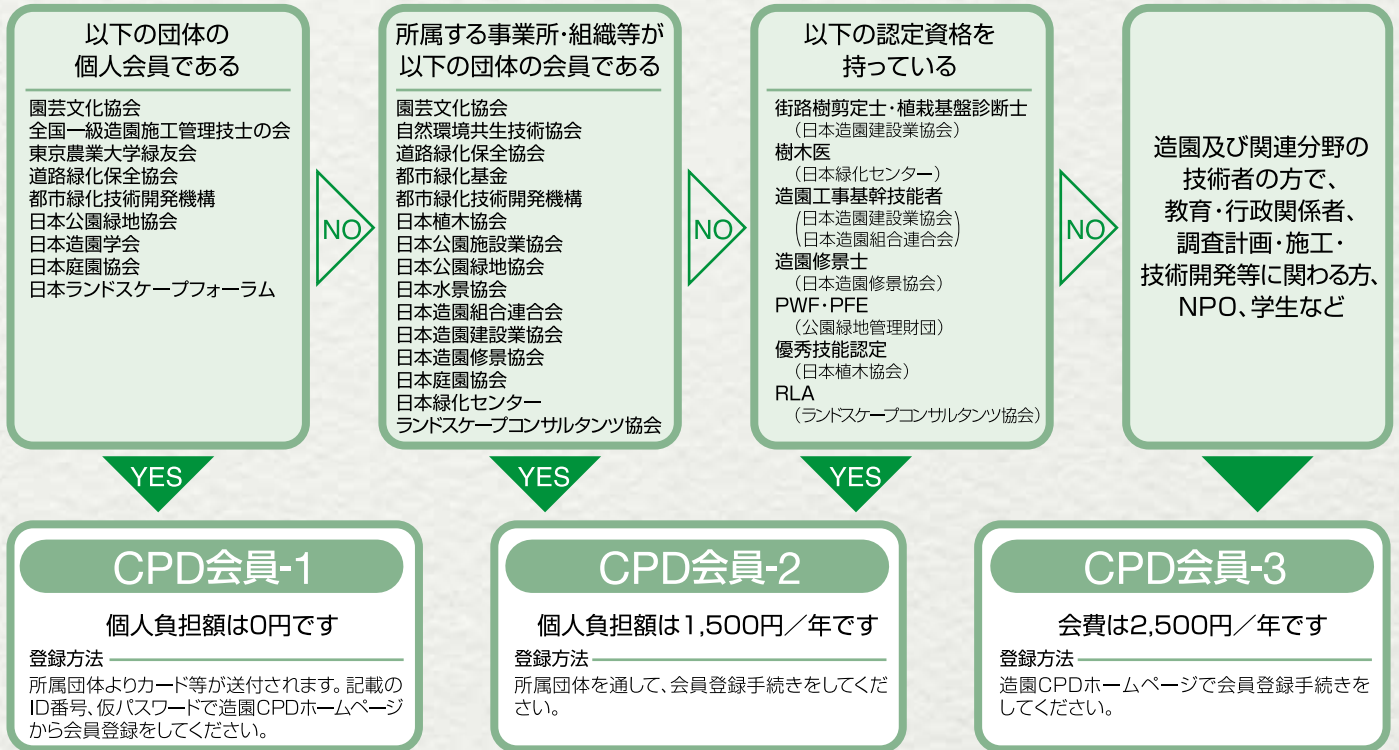 以下の団体の
個人会員である
園芸文化協会
全国一級造園施工管理技士の会
東京農業大学緑友会
道路緑化保全協会
都市緑化技術開発機構
日本公園緑地協会
日本造園学会
日本庭園協会
日本ランドスケープフォーラム
NO
所属する事業所・組織等が
以下の団体の会員である
園芸文化協会
自然環境共生技術協会
道路緑化保全協会
都市緑化基金
都市緑化技術開発機構
日本植木協会
日本公園施設業協会
日本公園緑地協会
日本水景協会
日本造園組合連合会
日本造園建設業協会
日本造園修景協会
日本庭園協会
日本緑化センター
ランドスケープコンサルタンツ協会
NO
以下の認定資格を
持っている
街路樹剪定士・植栽基盤診断士
（日本造園建設業協会）
樹木医
（日本緑化センター）
造園工事基幹技能者
（日本造園建設業協会
日本造園組合連合会）
造園修景士
（日本造園修景協会）
PWF・PFE
（公園緑地管理財団）
優秀技能認定
（日本植木協会）
RLA
（ランドスケープコンサルタンツ協会）
NO
造園及び関連分野の
技術者の方で、
教育・行政関係者、
調査計画・施工・
技術開発等に関わる方、
NPO、学生など
YES
YES
YES
CPD会員-1
個人負担額は0円です
登録方法
所属団体よりカード等が送付されます。記載の
ID番号、仮パスワードで造園CPDホームページ
から会員登録をしてください。
CPD会員-2
個人負担額は1,500円／年です
登録方法
所属団体を通して、会員登録手続きをしてくだ
さい。
CPD会員-3
会費は2,500円／年です
登録方法
造園CPDホームページで会員登録手続きを
してください。